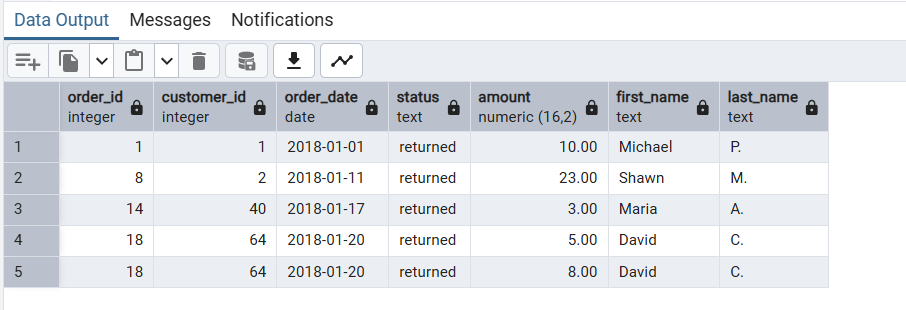 Data Output Messages Notifications
order_id customer_id order_date status amount first_name last_name
integer integer date text numeric (16,2) text text
1 1 1 2018-01-01 returned 10.00 Michael P.
2 8 2 2018-01-11 returned 23.00 Shawn M.
3 14 40 2018-01-17 returned 3.00 Maria A.
4 18 64 2018-01-20 returned 5.00 David C.
5 18 64 2018-01-20 returned 8.00 David C.